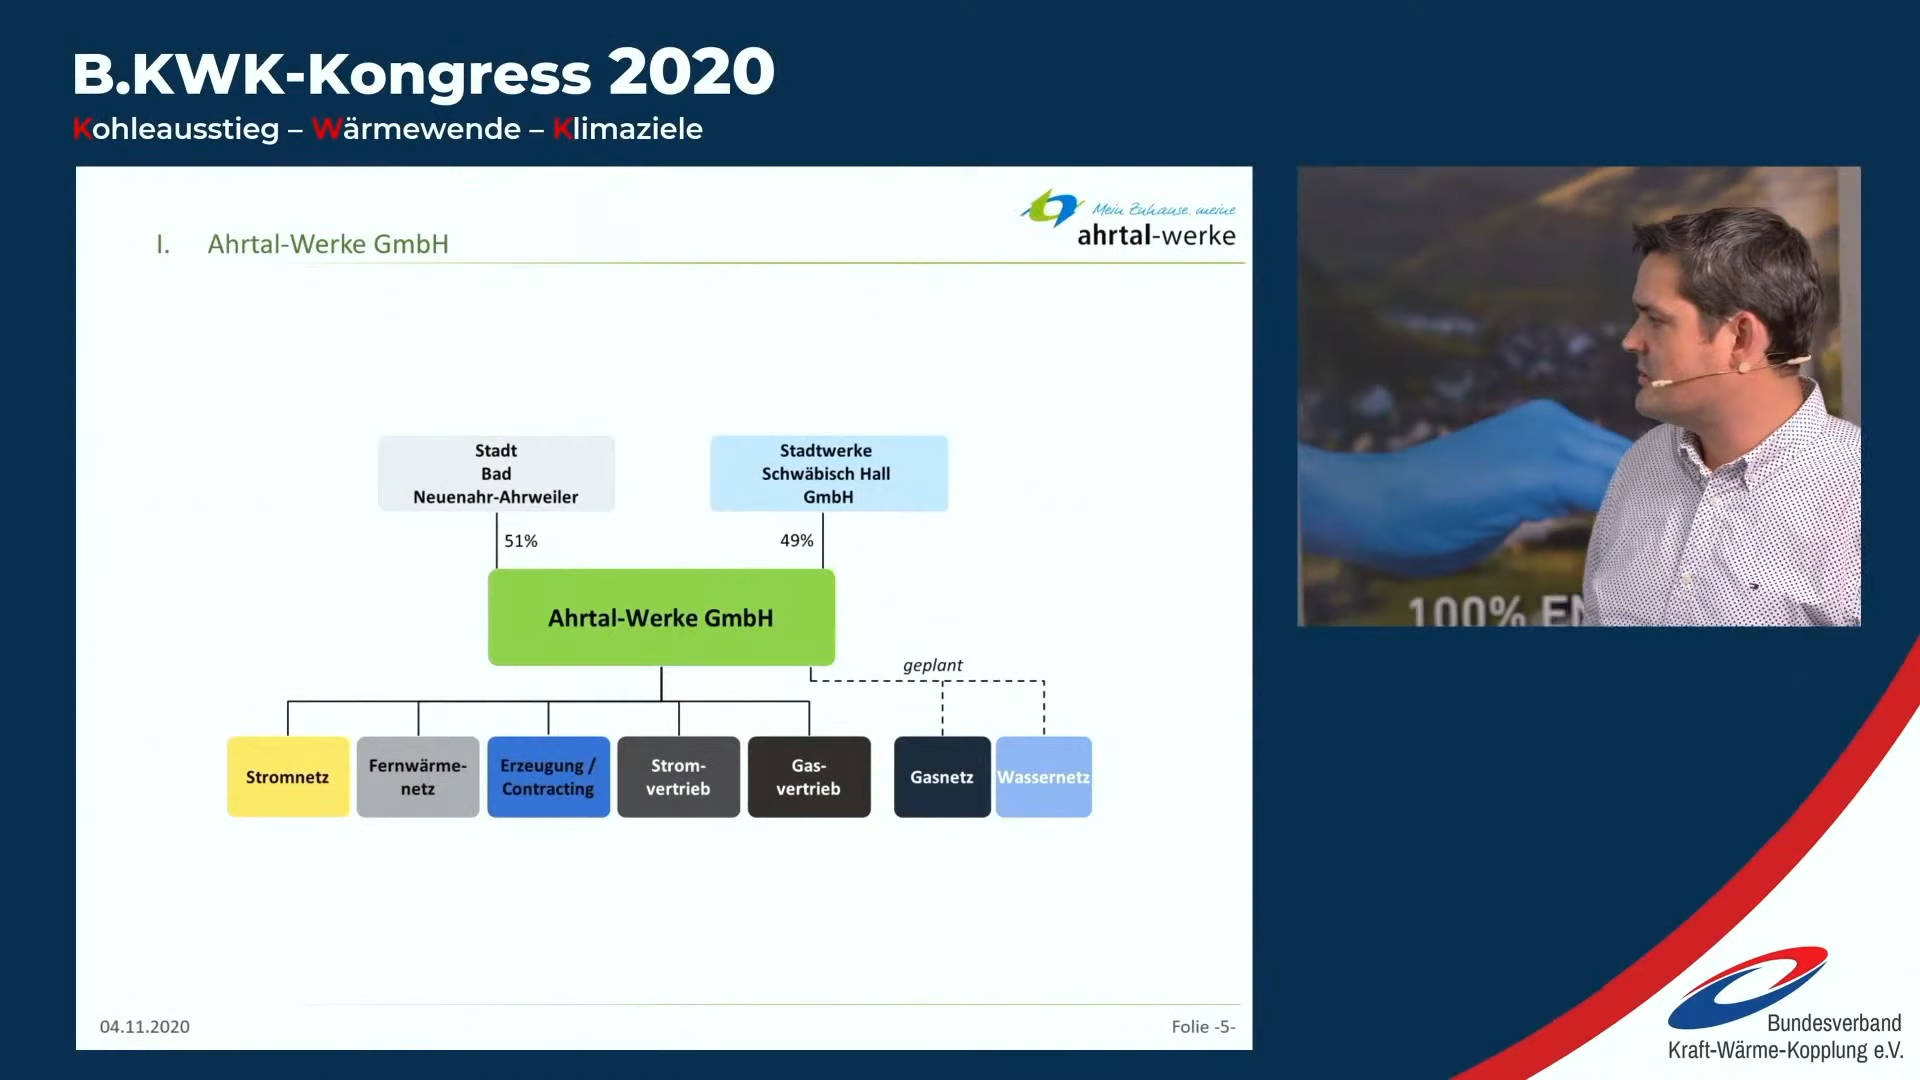 B.KWK-Kongress 2020
Kohleausstieg – Wärmewende – Klimaziele
Mein Zuhause, meine
ahrtal-werke
I. Ahrtal-Werke GmbH
Stadt
Bad
Neuenahr-Ahrweiler
Stadtwerke
Schwäbisch Hall
GmbH
51%
49%
Ahrtal-Werke GmbH
geplant
Stromnetz
Fernwärme-
netz
Erzeugung /
Contracting
Strom-
vertrieb
Gas-
vertrieb
Gasnetz
Wassernetz
04.11.2020
Folie -5-
100% EN
Bundesverband
Kraft-Wärme-Kopplung e.V.